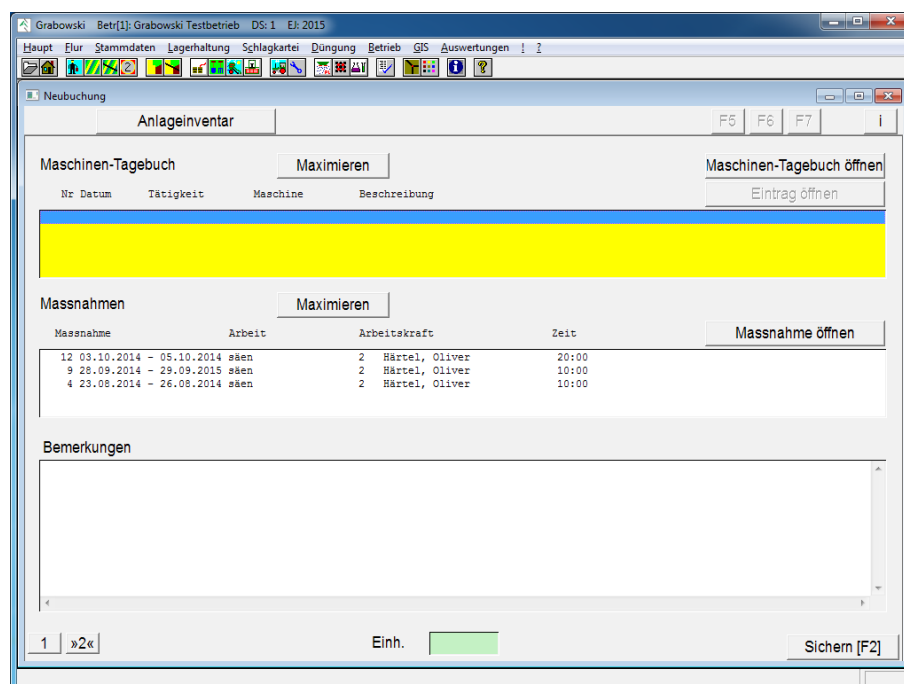 Grabowski Betr[1]: Grabowski Testbetrieb DS: 1 EJ: 2015
Haupt Flur Stammdaten Lagerhaltung Schlagkartei Düngung Betrieb GIS Auswertungen ! ?
Neubuchung
Anlageinventar F5 F6 F7 i
Maschinen-Tagebuch Maximieren Maschinen-Tagebuch öffnen
Nr Datum Tätigkeit Maschine Beschreibung Eintrag öffnen
Massnahmen Maximieren
Massnahme Arbeit Arbeitskraft Zeit Massnahme öffnen
12 03.10.2014 - 05.10.2014 säen 2 Härtel, Oliver 20:00
9 28.09.2014 - 29.09.2015 säen 2 Härtel, Oliver 10:00
4 23.08.2014 - 26.08.2014 säen 2 Härtel, Oliver 10:00
Bemerkungen
1 »2« Einh. Sichern [F2]